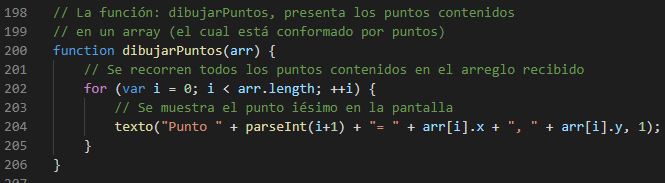 198 // La función: dibujarPuntos, presenta los puntos contenidos
199 // en un array (el cual está conformado por puntos)
200 function dibujarPuntos(arr) {
201     // Se recorren todos los puntos contenidos en el arreglo recibido
202     for (var i = 0; i < arr.length; ++i) {
203         // Se muestra el punto iésimo en la pantalla
204         texto("Punto " + parseInt(i+1) + "= " + arr[i].x + ", " + arr[i].y, 1);
205     }
206 }